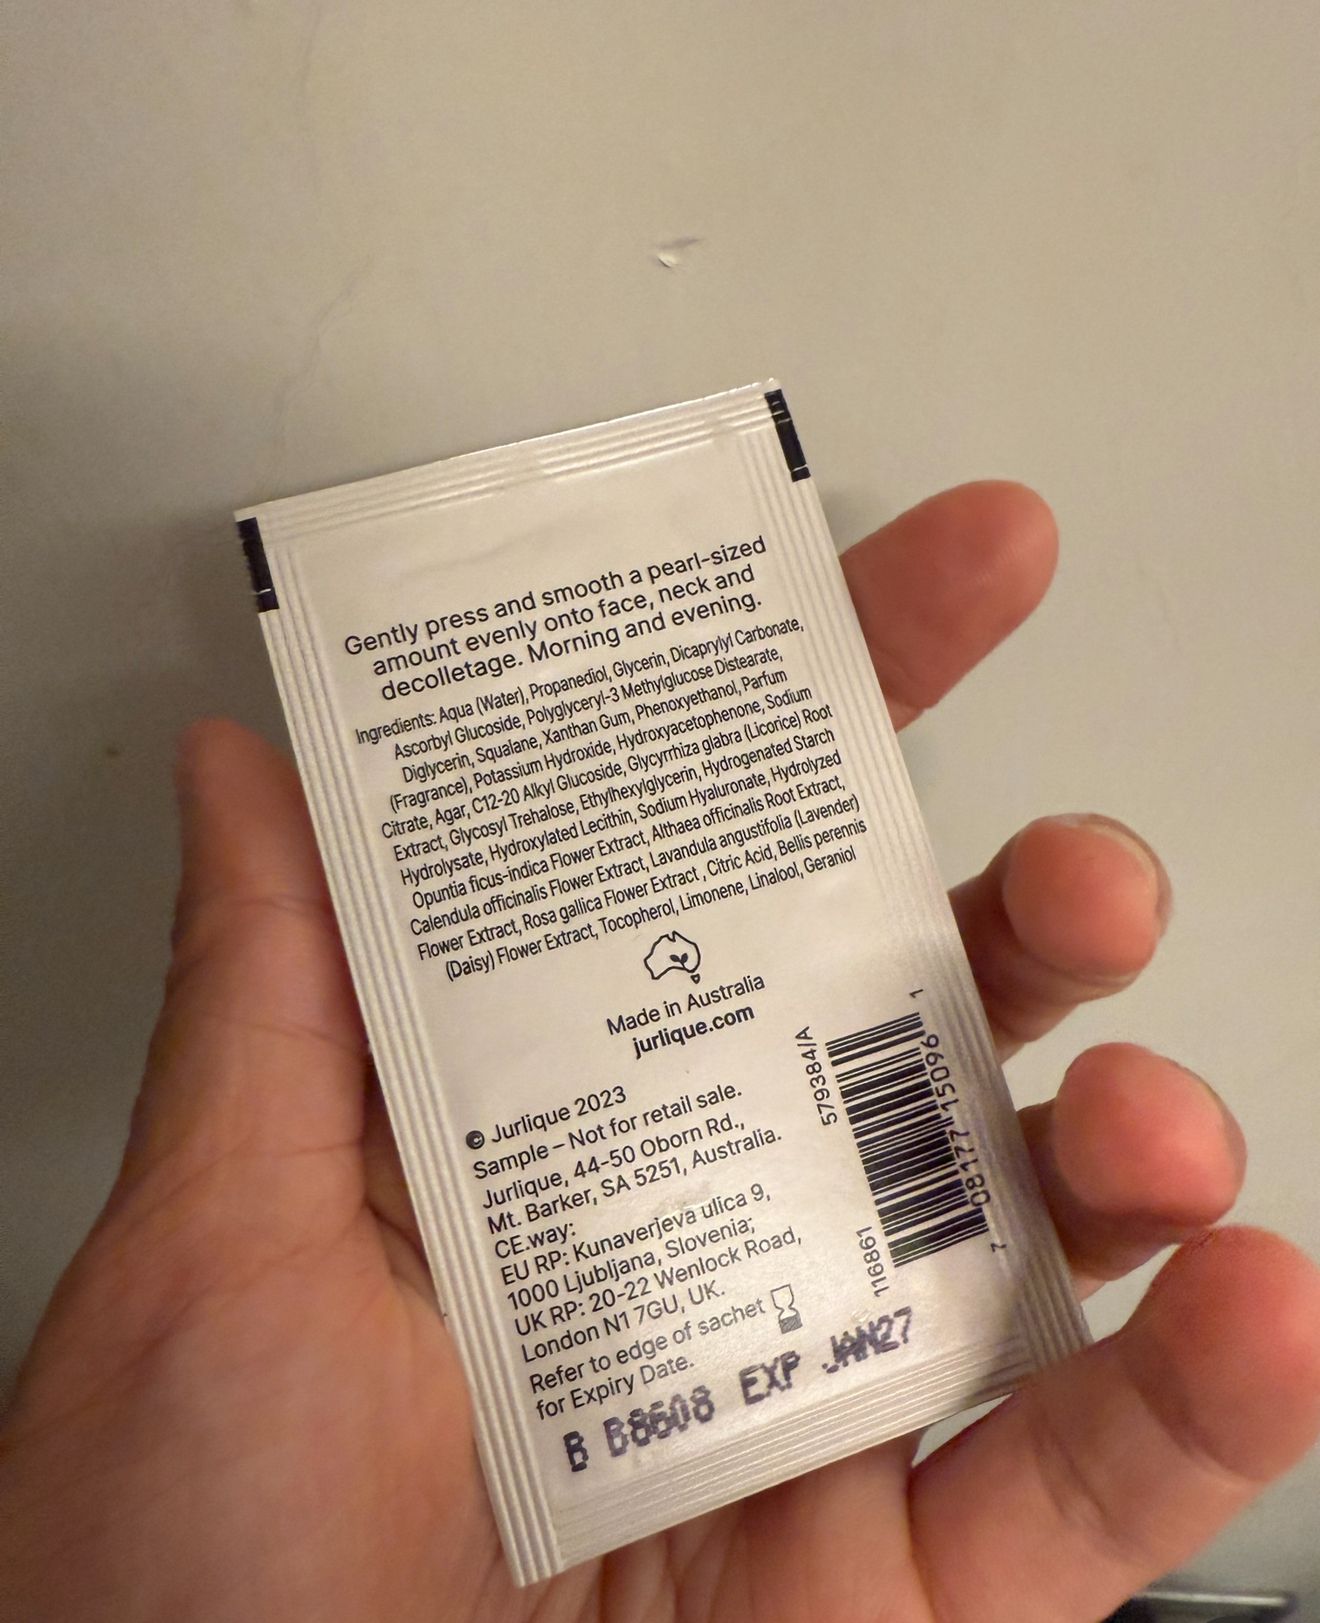 Gently press and smooth a pearl-sized
amount evenly onto face, neck and
decolletage. Morning and evening.
Ingredients: Aqua (Water), Propanediol, Glycerin, Dicaprylyl Carbonate,
Ascorbyl Glucoside, Polyglyceryl-3 Methylglucose Distearate,
Diglycerin, Squalane, Xanthan Gum, Phenoxyethanol, Parfum
(Fragrance), Potassium Hydroxide, Hydroxyacetophenone, Sodium
Citrate, Agar, C12-20 Alkyl Glucoside, Glycyrrhiza glabra (Licorice) Root
Extract, Glycosyl Trehalose, Ethylhexylglycerin, Hydrogenated Starch
Hydrolysate, Hydroxylated Lecithin, Sodium Hyaluronate, Hydrolyzed
Opuntia ficus-indica Flower Extract, Althaea officinalis Root Extract,
Calendula officinalis Flower Extract, Lavandula angustifolia (Lavender)
Flower Extract, Rosa gallica Flower Extract , Citric Acid, Bellis perennis
(Daisy) Flower Extract, Tocopherol, Limonene, Linalool, Geraniol
Made in Australia
jurlique.com
© Jurlique 2023
Sample – Not for retail sale.
Jurlique, 44-50 Oborn Rd.,
Mt. Barker, SA 5251, Australia.
CE.way:
EU RP: Kunaverjeva ulica 9,
1000 Ljubljana, Slovenia;
UK RP: 20-22 Wenlock Road,
London N1 7GU, UK.
Refer to edge of sachet
for Expiry Date.
579384/A
116861
7 08177 15096 1
B B8608 EXP JAN27